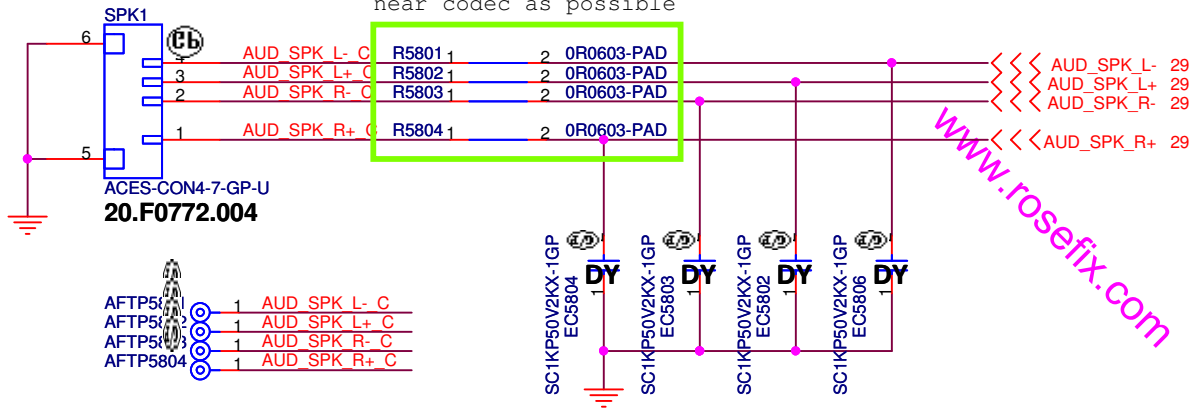 near codec as possible
SPK1
6
AUD_SPK_L-_C R5801 1 2 0R0603-PAD AUD_SPK_L- 29
3 AUD_SPK_L+_C R5802 1 2 0R0603-PAD AUD_SPK_L+ 29
2 AUD_SPK_R-_C R5803 1 2 0R0603-PAD AUD_SPK_R- 29
1 AUD_SPK_R+_C R5804 1 2 0R0603-PAD AUD_SPK_R+ 29
5
ACES-CON4-7-GP-U
20.F0772.004
www.rosefix.com
SC1KP50V2KX-1GP
EC5804
DY
1
SC1KP50V2KX-1GP
EC5803
DY
1
SC1KP50V2KX-1GP
EC5802
DY
1
SC1KP50V2KX-1GP
EC5806
DY
1
1 AUD_SPK_L-_C
1 AUD_SPK_L+_C
1 AUD_SPK_R-_C
AFTP5804 1 AUD_SPK_R+_C